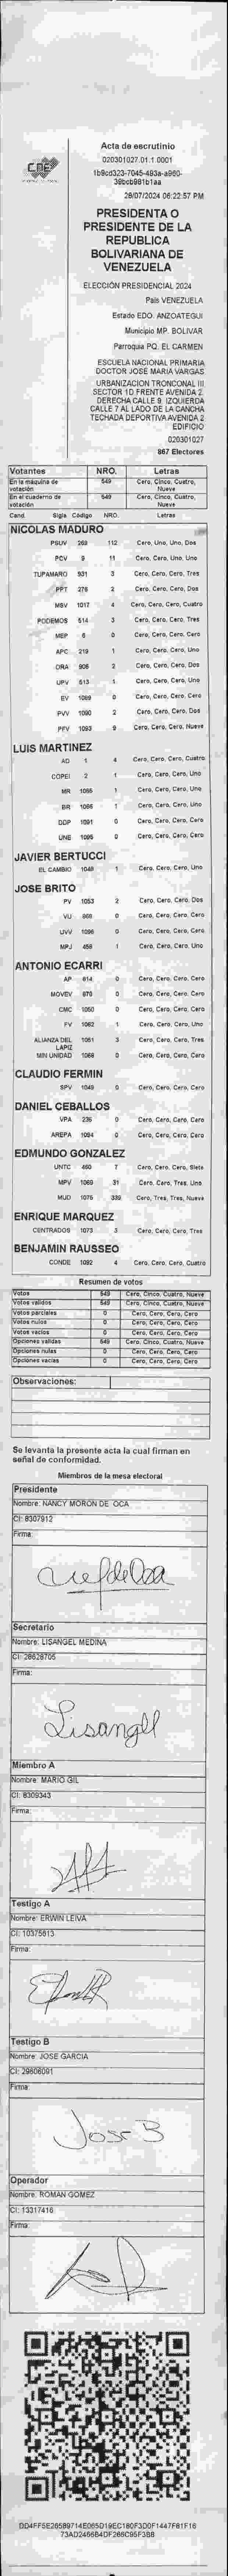 CNE
Acta de escrutinio
020301027.01.1.0001
28/07/2024 06:22:57 PM
PRESIDENTA O
PRESIDENTE DE LA
REPUBLICA
BOLIVARIANA DE
VENEZUELA
ELECCIÓN PRESIDENCIAL 2024
País VENEZUELA
Estado EDO. ANZOATEGUI
Municipio MP. BOLIVAR
Parroquia PQ. EL CARMEN
ESCUELA NACIONAL PRIMARIA
DOCTOR JOSÉ MARIA VARGAS
URBANIZACION TRONCONAL III
SECTOR 1D FRENTE AVENIDA 2.
DERECHA CALLE 9. IZQUIERDA
CALLE 7 AL LADO DE LA CANCHA
TECHADA DEPORTIVA AVENIDA 2
EDIFICIO
020301027
867 Electores
Votantes NRO. Letras
En la máquina de votación 549 Cero, Cinco, Cuatro, Nueve
En el cuaderno de votación 549 Cero, Cinco, Cuatro, Nueve
Cand. Sigla Código NRO. Letras
NICOLAS MADURO
PSUV 269 112 Cero, Uno, Uno, Dos
PCV 9 11 Cero, Cero, Uno, Uno
TUPAMARO 931 3 Cero, Cero, Cero, Tres
PPT 276 2 Cero, Cero, Cero, Dos
MSV 1017 4 Cero, Cero, Cero, Cuatro
PODEMOS 514 3 Cero, Cero, Cero, Tres
MEP 6 0 Cero, Cero, Cero, Cero
APC 219 1 Cero, Cero, Cero, Uno
ORA 906 2 Cero, Cero, Cero, Dos
UPV 613 1 Cero, Cero, Cero, Uno
EV 1089 0 Cero, Cero, Cero, Cero
PVV 1090 2 Cero, Cero, Cero, Dos
PFV 1093 9 Cero, Cero, Cero, Nueve
LUIS MARTINEZ
AD 1 4 Cero, Cero, Cero, Cuatro
COPEI 2 1 Cero, Cero, Cero, Uno
MR 1055 1 Cero, Cero, Cero, Uno
BR 1065 1 Cero, Cero, Cero, Uno
DDP 1091 0 Cero, Cero, Cero, Cero
UNE 1095 0 Cero, Cero, Cero, Cero
JAVIER BERTUCCI
EL CAMBIO 1048 1 Cero, Cero, Cero, Uno
JOSE BRITO
PV 1053 2 Cero, Cero, Cero, Dos
VU 868 0 Cero, Cero, Cero, Cero
UVV 1096 0 Cero, Cero, Cero, Cero
MPJ 456 1 Cero, Cero, Cero, Uno
ANTONIO ECARRI
AP 614 0 Cero, Cero, Cero, Cero
MOVEV 670 0 Cero, Cero, Cero, Cero
CMC 1050 0 Cero, Cero, Cero, Cero
FV 1062 1 Cero, Cero, Cero, Uno
ALIANZA DEL LAPIZ 1051 3 Cero, Cero, Cero, Tres
MIN UNIDAD 1068 0 Cero, Cero, Cero, Cero
CLAUDIO FERMIN
SPV 1049 0 Cero, Cero, Cero, Cero
DANIEL CEBALLOS
VPA 236 0 Cero, Cero, Cero, Cero
AREPA 1084 0 Cero, Cero, Cero, Cero
EDMUNDO GONZALEZ
UNTC 460 7 Cero, Cero, Cero, Siete
MPV 1069 31 Cero, Cero, Tres, Uno
MUD 1075 339 Cero, Tres, Tres, Nueve
ENRIQUE MARQUEZ
CENTRADOS 1073 3 Cero, Cero, Cero, Tres
BENJAMIN RAUSSEO
CONDE 1092 4 Cero, Cero, Cero, Cuatro
Resumen de votos
Votos 549 Cero, Cinco, Cuatro, Nueve
Votos validos 549 Cero, Cinco, Cuatro, Nueve
Votos parciales 0 Cero, Cero, Cero, Cero
Votos nulos 0 Cero, Cero, Cero, Cero
Votos vacios 0 Cero, Cero, Cero, Cero
Opciones validas 549 Cero, Cinco, Cuatro, Nueve
Opciones nulas 0 Cero, Cero, Cero, Cero
Opciones vacias 0 Cero, Cero, Cero, Cero
Observaciones:
Se levanta la presente acta la cual firman en
señal de conformidad.
Miembros de la mesa electoral
Presidente
Nombre: NANCY MORON DE OCA
CI: 8307912
Firma:
Secretario
Nombre: LISANGEL MEDINA
CI: 28628705
Firma:
Lisangel
Miembro A
Nombre: MARIO GIL
CI: 8309343
Firma:
Testigo A
Nombre: ERWIN LEIVA
CI: 10375613
Firma:
Testigo B
Nombre: JOSE GARCIA
CI: 29606091
Firma:
Jose B
Operador
Nombre: ROMAN GOMEZ
CI: 13317416
Firma: